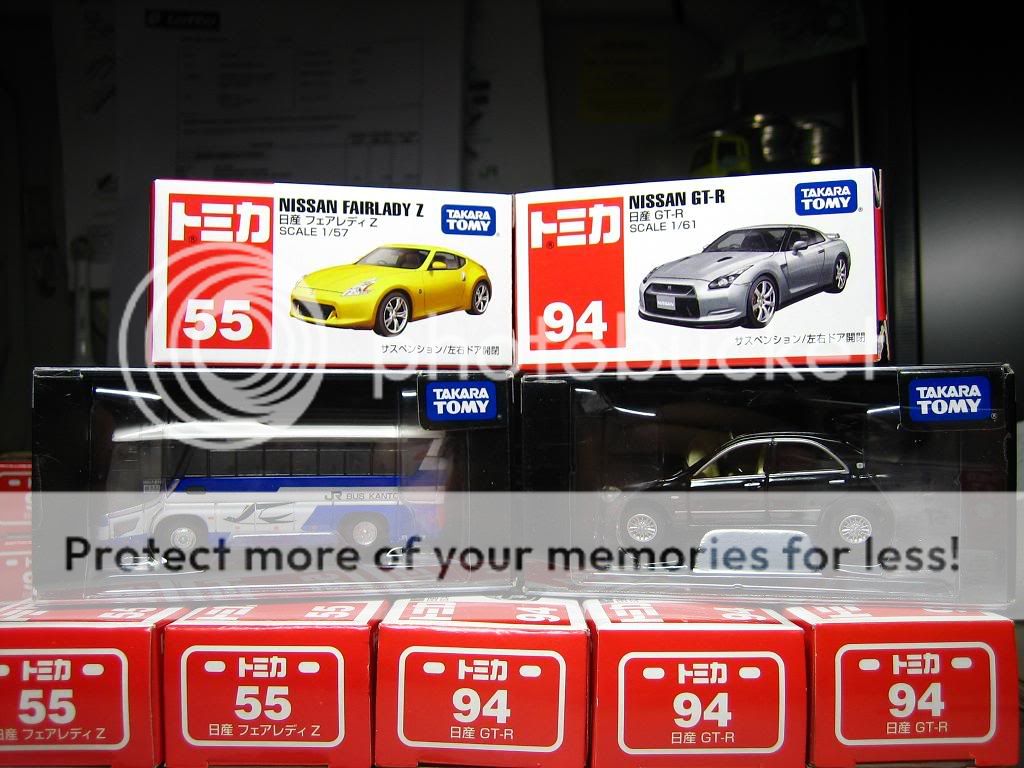 Loftо
トミカ
NISSAN FAIRLADY Z
日産 フェアレディ Z
SCALE 1/57
TAKARA
TOMY
55
サスペンション/左右ドア開閉
トミカ
NISSAN GT-R
日産 GT-R
SCALE 1/61
TAKARA
TOMY
94
サスペンション/左右ドア開閉
photobucket
TAKARA
TOMY
TAKARA
TOMY
JR BUS KANTO
Protect more of your memories for less!
55
55
94
94
トミカ
55
日産 フェアレディ Z
トミカ
55
日産 フェアレディ Z
トミカ
94
日産 GT-R
トミカ
94
日産 GT-R
トミカ
94
日産 GT-R